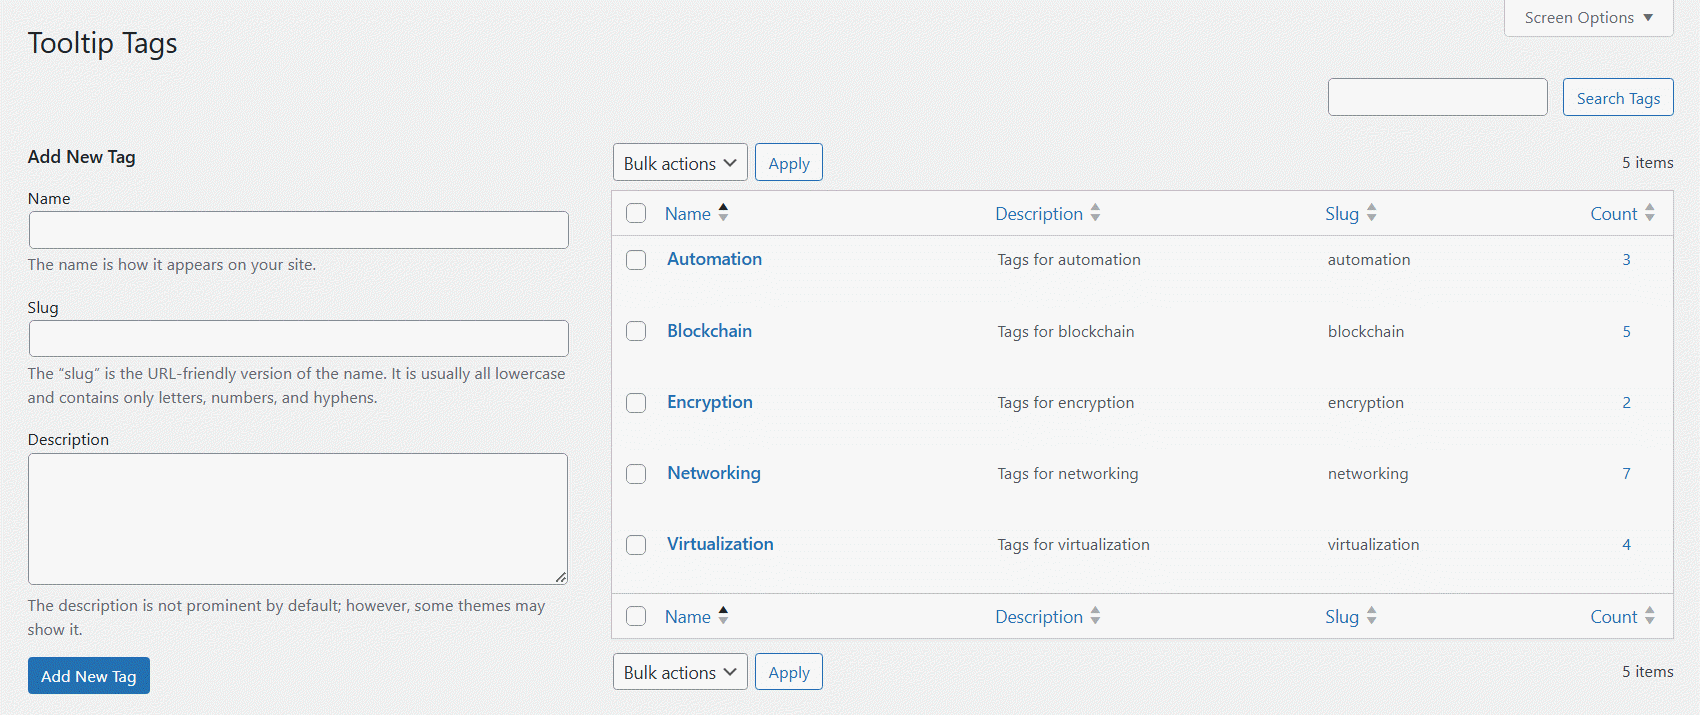 Screen Options
Tooltip Tags
Search Tags
Add New Tag
Name
The name is how it appears on your site.
Slug
The “slug” is the URL-friendly version of the name. It is usually all lowercase
and contains only letters, numbers, and hyphens.
Description
The description is not prominent by default; however, some themes may
show it.
Add New Tag
Bulk actions Apply 5 items
Name Description Slug Count
Automation Tags for automation automation 3
Blockchain Tags for blockchain blockchain 5
Encryption Tags for encryption encryption 2
Networking Tags for networking networking 7
Virtualization Tags for virtualization virtualization 4
Name Description Slug Count
Bulk actions Apply 5 items